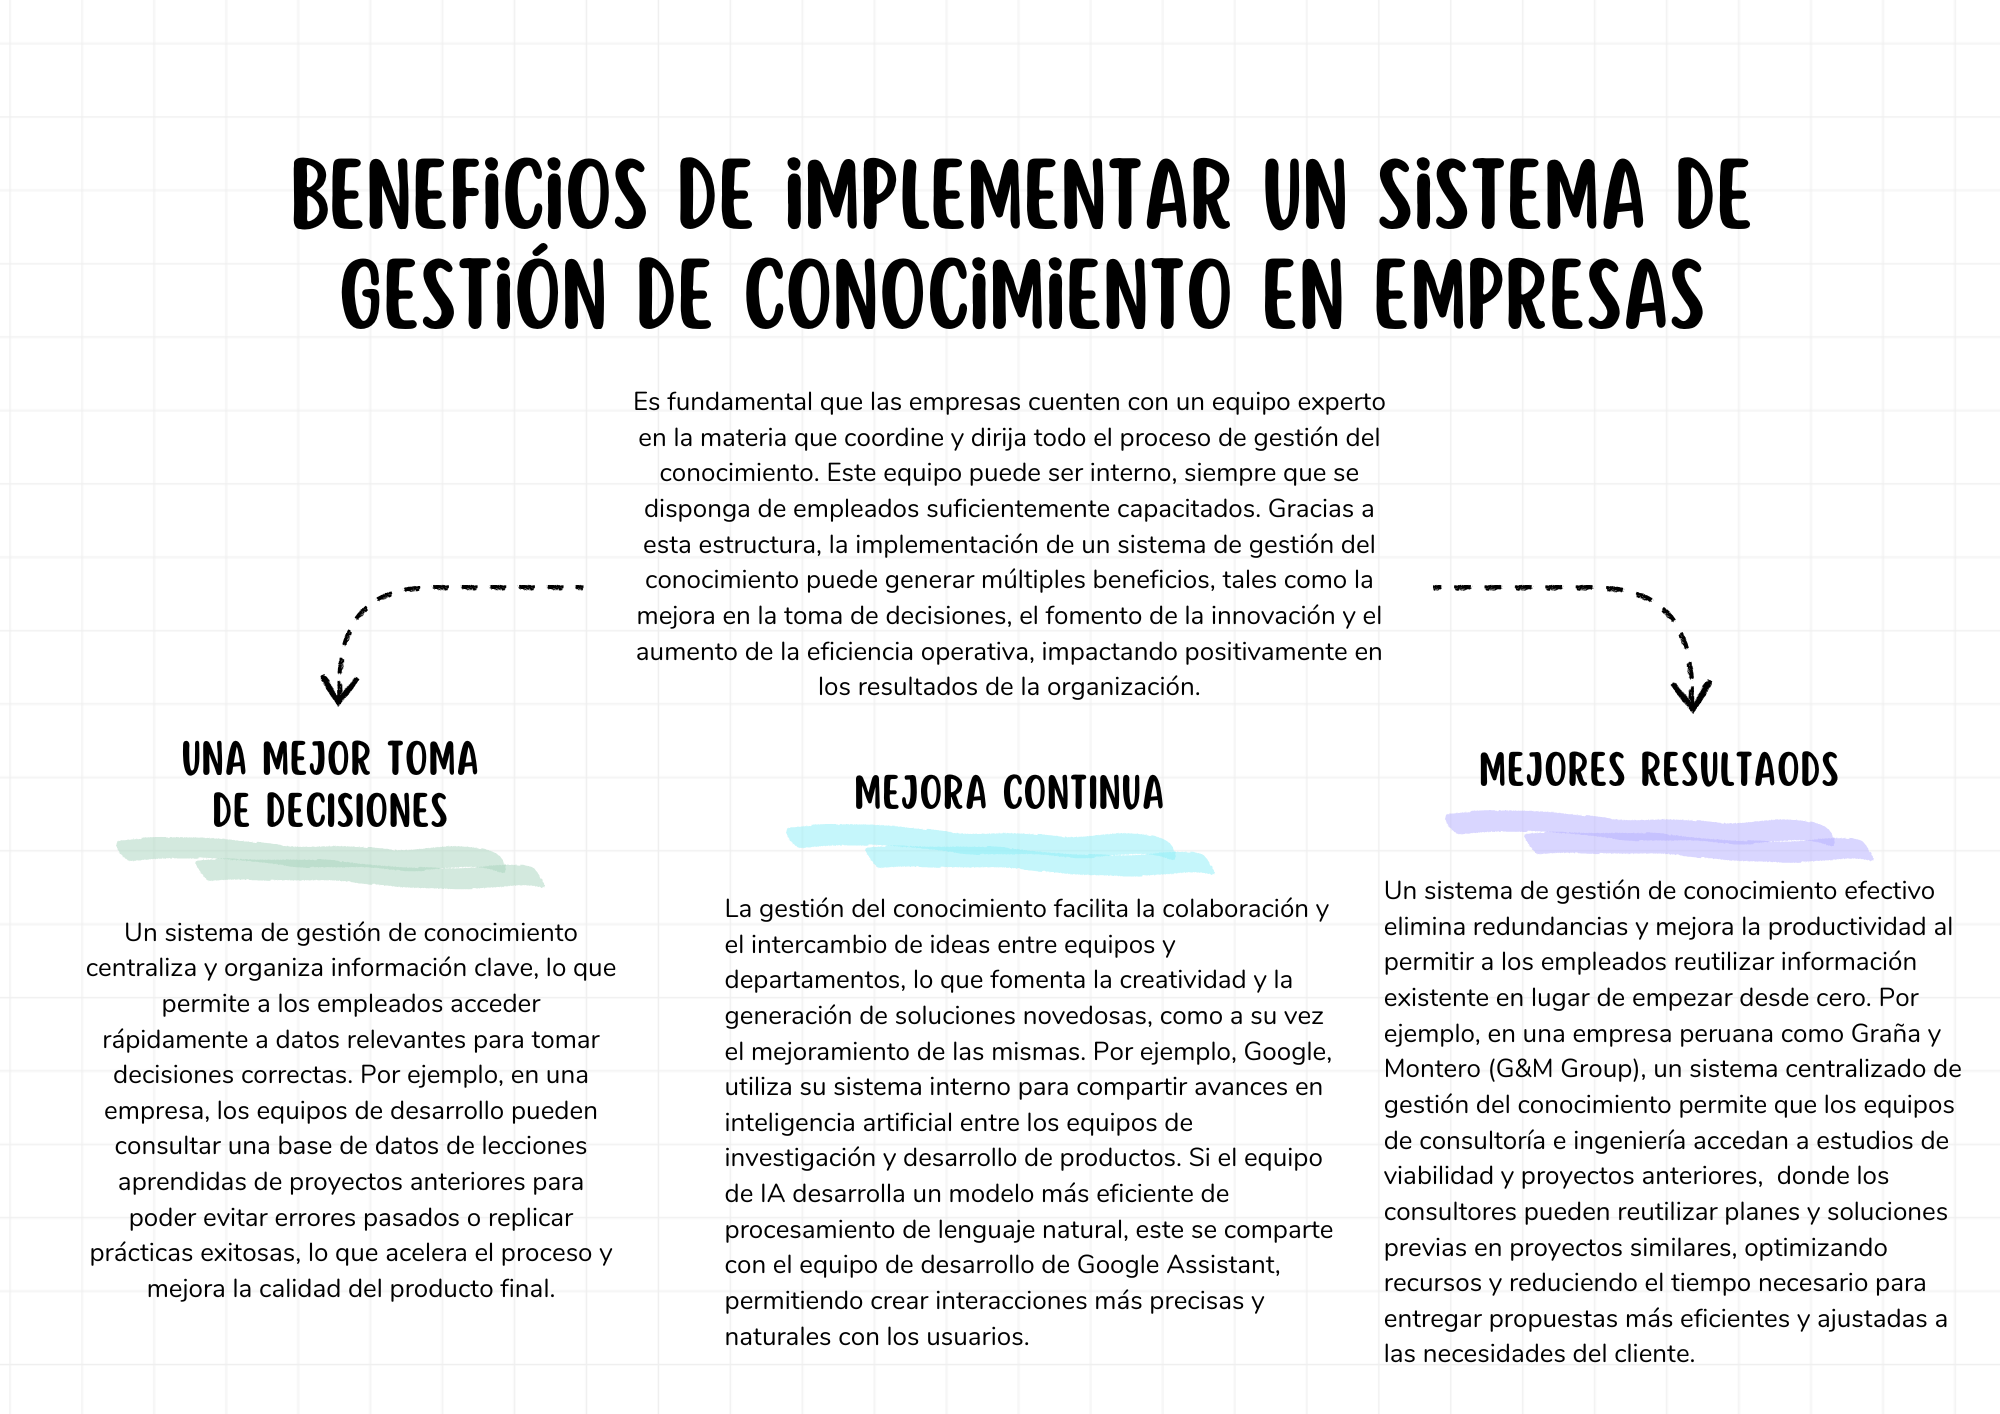 BENEFiCiOS DE iMPLEMENTAR UN SiSTEMA DE
GESTiÓN DE CONOCiMiENTO EN EMPRESAS
Es fundamental que las empresas cuenten con un equipo experto
en la materia que coordine y dirija todo el proceso de gestión del
conocimiento. Este equipo puede ser interno, siempre que se
disponga de empleados suficientemente capacitados. Gracias a
esta estructura, la implementación de un sistema de gestión del
conocimiento puede generar múltiples beneficios, tales como la
mejora en la toma de decisiones, el fomento de la innovación y el
aumento de la eficiencia operativa, impactando positivamente en
los resultados de la organización.
UNA MEJOR TOMA
DE DECISIONES
Un sistema de gestión de conocimiento
centraliza y organiza información clave, lo que
permite a los empleados acceder
rápidamente a datos relevantes para tomar
decisiones correctas. Por ejemplo, en una
empresa, los equipos de desarrollo pueden
consultar una base de datos de lecciones
aprendidas de proyectos anteriores para
poder evitar errores pasados o replicar
prácticas exitosas, lo que acelera el proceso y
mejora la calidad del producto final.
MEJORA CONTINUA
La gestión del conocimiento facilita la colaboración y
el intercambio de ideas entre equipos y
departamentos, lo que fomenta la creatividad y la
generación de soluciones novedosas, como a su vez
el mejoramiento de las mismas. Por ejemplo, Google,
utiliza su sistema interno para compartir avances en
inteligencia artificial entre los equipos de
investigación y desarrollo de productos. Si el equipo
de IA desarrolla un modelo más eficiente de
procesamiento de lenguaje natural, este se comparte
con el equipo de desarrollo de Google Assistant,
permitiendo crear interacciones más precisas y
naturales con los usuarios.
MEJORES RESULTAODS
Un sistema de gestión de conocimiento efectivo
elimina redundancias y mejora la productividad al
permitir a los empleados reutilizar información
existente en lugar de empezar desde cero. Por
ejemplo, en una empresa peruana como Graña y
Montero (G&M Group), un sistema centralizado de
gestión del conocimiento permite que los equipos
de consultoría e ingeniería accedan a estudios de
viabilidad y proyectos anteriores,  donde los
consultores pueden reutilizar planes y soluciones
previas en proyectos similares, optimizando
recursos y reduciendo el tiempo necesario para
entregar propuestas más eficientes y ajustadas a
las necesidades del cliente.